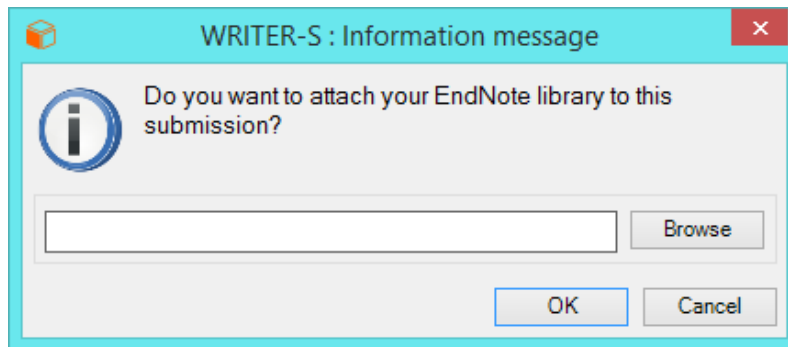 WRITER-S : Information message
Do you want to attach your EndNote library to this
submission?
Browse
OK
Cancel